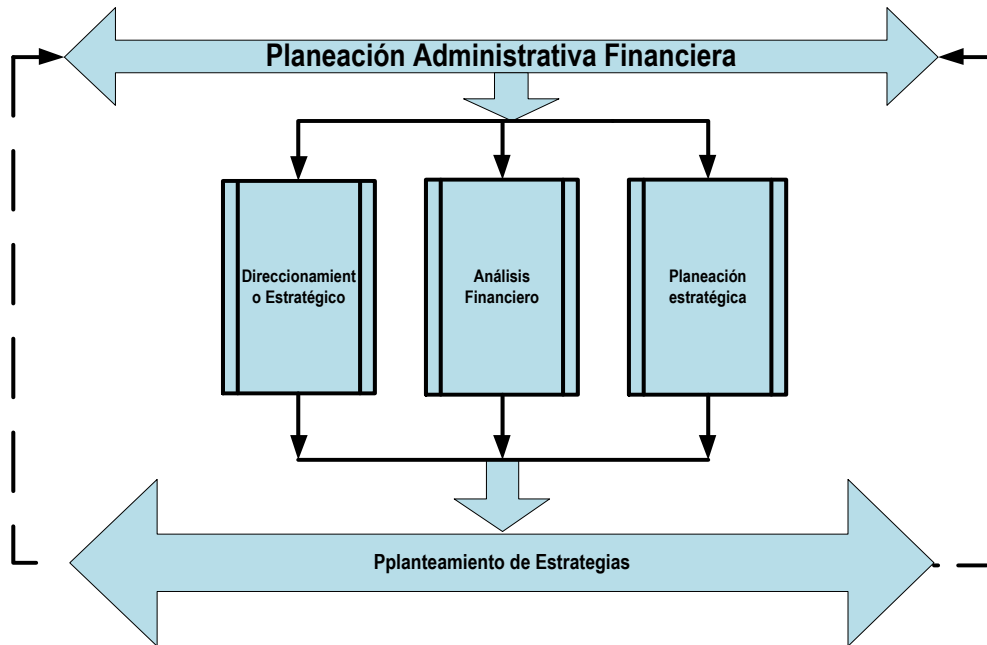 Planeación Administrativa Financiera
Direccionamient
o Estratégico
Análisis
Financiero
Planeación
estratégica
Pplanteamiento de Estrategias